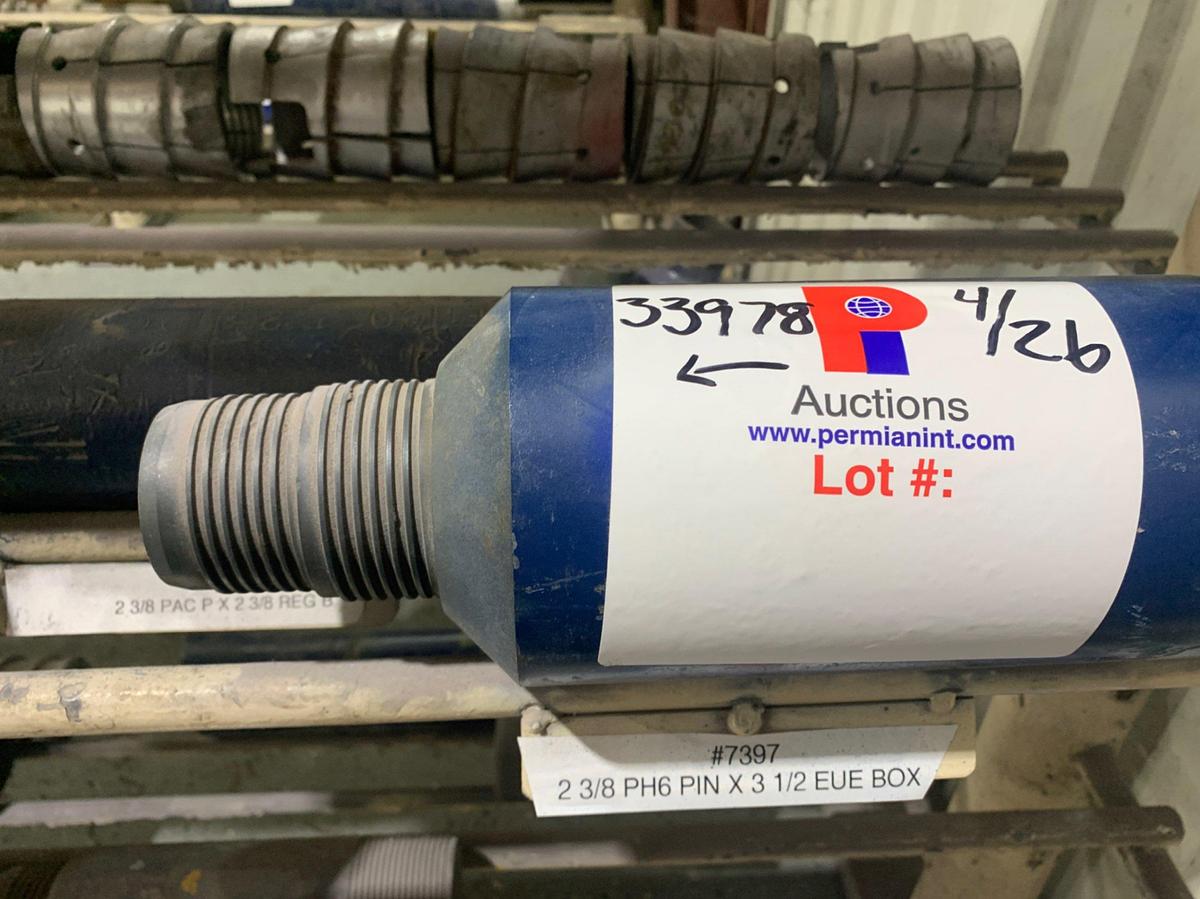 33978 P 4/26
←
Auctions
www.permianint.com
Lot #:
2 3/8 PAC P X 2 3/8 REG B
#7397
2 3/8 PH6 PIN X 3 1/2 EUE BOX